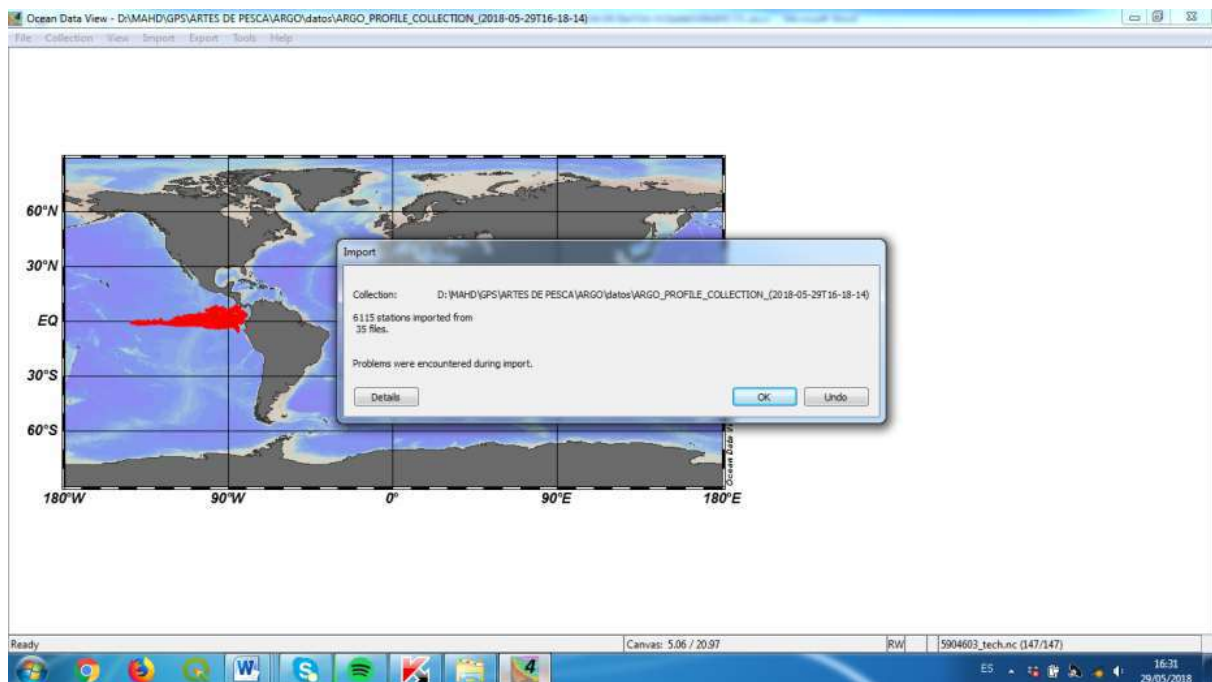 Ocean Data View - D:\MAHD\GPS\ARTES DE PESCA\ARGO\datos\ARGO_PROFILE_COLLECTION_(2018-05-29T16-18-14)
File Collection View Import Export Tools Help
60°N
30°N
EQ
30°S
60°S
180°W 90°W 0° 90°E 180°E
Import
Collection: D:\MAHD\GPS\ARTES DE PESCA\ARGO\datos\ARGO_PROFILE_COLLECTION_(2018-05-29T16-18-14)
6115 stations imported from
35 files.
Problems were encountered during import.
Details OK Undo
Ocean Data
Ready Canvas: 5.06 / 20.97 RW 5904603_tech.nc (147/147)
W S K 4 ES 16:31
29/05/2018